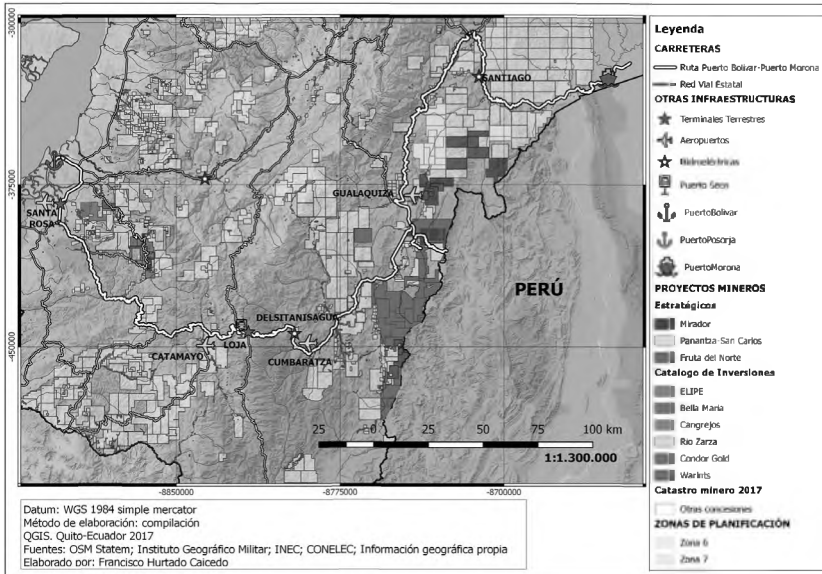 -300000
-375000
-450000
SANTIAGO
GUALAQUIZA
SANTA
ROSA
PERÚ
DELSITANISAGUA
LOJA
CATAMAYO
CUMBARATZA
25 0 25 50 75 100 km
1:1.300.000
-8850000 -8775000 -8700000
Datum: WGS 1984 simple mercator
Método de elaboración: compilación
QGIS. Quito-Ecuador 2017
Fuentes: OSM Statem; Instituto Geográfico Militar; INEC; CONELEC; Información geográfica propia
Elaborado por: Francisco Hurtado Caicedo
Leyenda
CARRETERAS
Ruta Puerto Bolivar-Puerto Morona
Red Vial Estatal
OTRAS INFRAESTRUCTURAS
Terminales Terrestres
Aeropuertos
Hidroeléctricas
Puerto Seco
PuertoBolivar
PuertoPosorja
PuertoMorona
PROYECTOS MINEROS
Estratégicos
Mirador
Panantza-San Carlos
Fruta del Norte
Catalogo de Inversiones
ELIPE
Bella Maria
Cangrejos
Rio Zarza
Condor Gold
Warints
Catastro minero 2017
Otras concesiones
ZONAS DE PLANIFICACIÓN
Zona 6
Zona 7